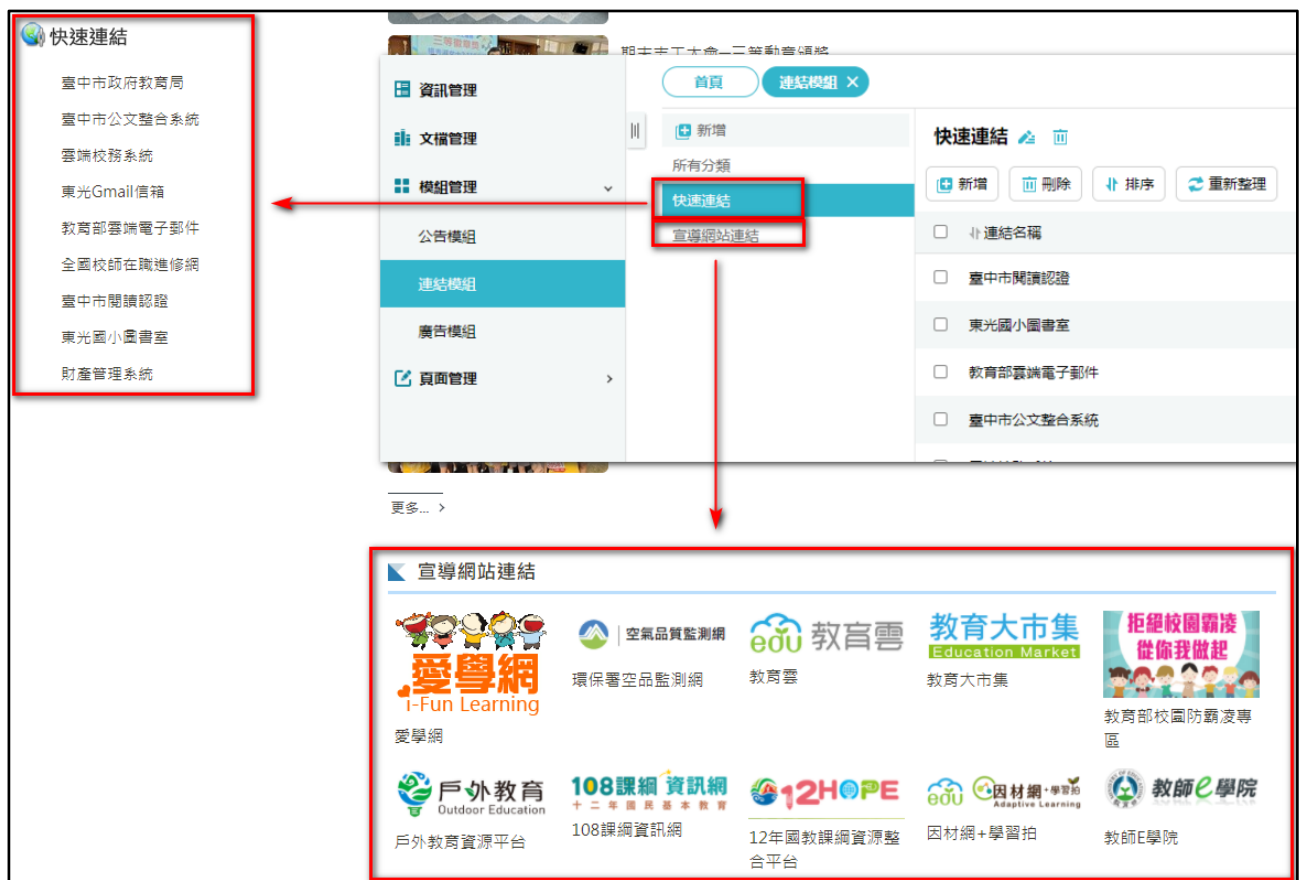 快速連結
臺中市政府教育局
臺中市公文整合系統
雲端校務系統
東光Gmail信箱
教育部雲端電子郵件
全國校師在職進修網
臺中市閱讀認證
東光國小圖書室
財產管理系統
資訊管理
文檔管理
模組管理
公告模組
連結模組
廣告模組
頁面管理
首頁
連結模組
新增
所有分類
快速連結
宣導網站連結
快速連結
新增
刪除
排序
重新整理
連結名稱
臺中市閱讀認證
東光國小圖書室
教育部雲端電子郵件
臺中市公文整合系統
更多...
宣導網站連結
愛學網
i-Fun Learning
愛學網
空氣品質監測網
環保署空品監測網
edu 教育雲
教育雲
教育大市集
Education Market
教育大市集
拒絕校園霸凌
從你我做起
教育部校園防霸凌專
區
戶外教育
Outdoor Education
戶外教育資源平台
108課綱資訊網
十二年國民基本教育
108課綱資訊網
12HOPE
12年國教課綱資源整
合平台
edu 因材網+學習拍
Adaptive Learning
因材網+學習拍
教師e學院
教師E學院